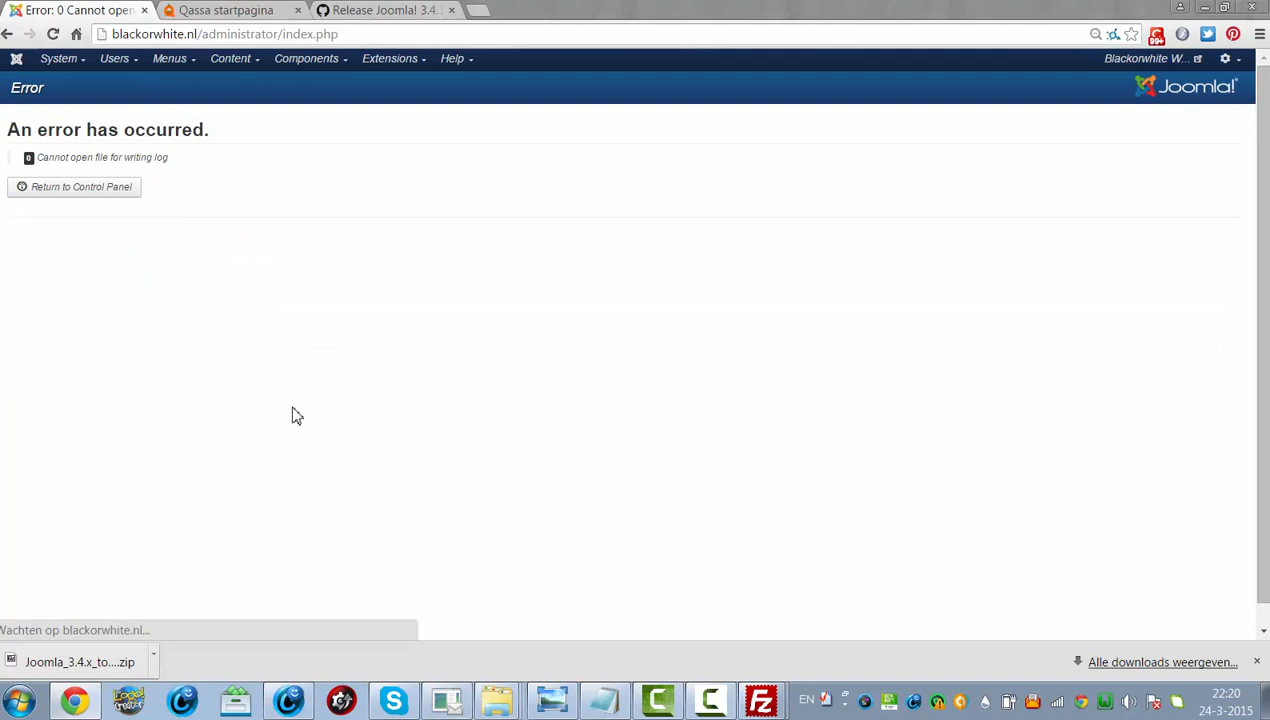 Error: 0 Cannot open
Qassa startpagina
Release Joomla! 3.4.
blackorwhite.nl/administrator/index.php
99+
System Users Menus Content Components Extensions Help
Blackorwhite W...
Error
Joomla!®
An error has occurred.
0 Cannot open file for writing log
Return to Control Panel
Wachten op blackorwhite.nl...
Joomla_3.4.x_to....zip
Alle downloads weergeven...
EN
22:20
24-3-2015